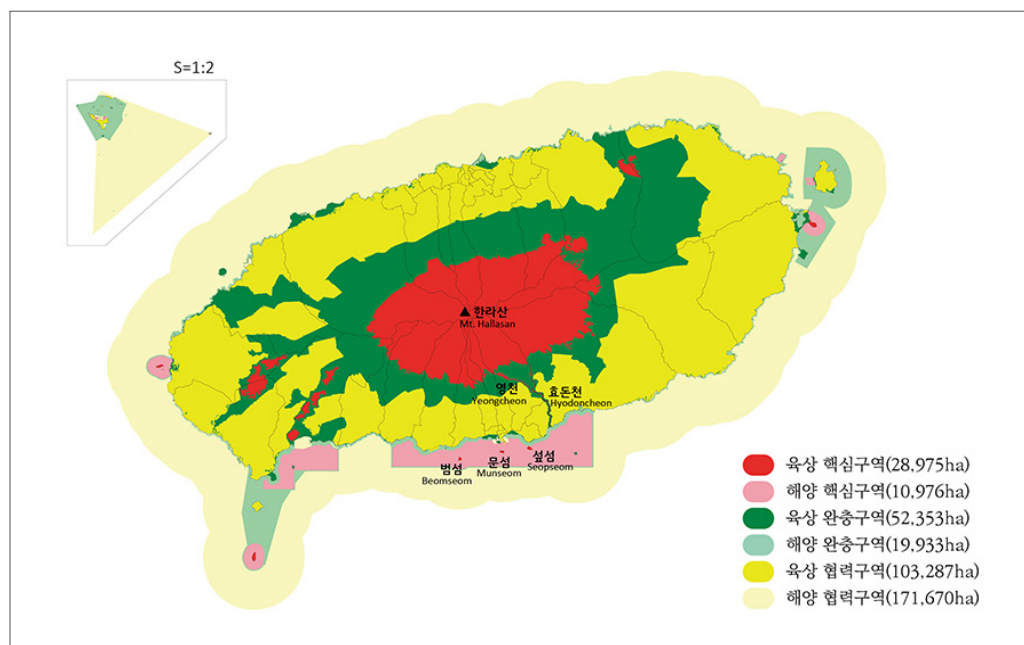 S=1:2
▲ 한라산
Mt. Hallasan
영천
Yeongcheon
효돈천
Hyodoncheon
범섬
Beomseom
문섬
Munseom
섶섬
Seopseom
육상 핵심구역(28,975ha)
해양 핵심구역(10,976ha)
육상 완충구역(52,353ha)
해양 완충구역(19,933ha)
육상 협력구역(103,287ha)
해양 협력구역(171,670ha)